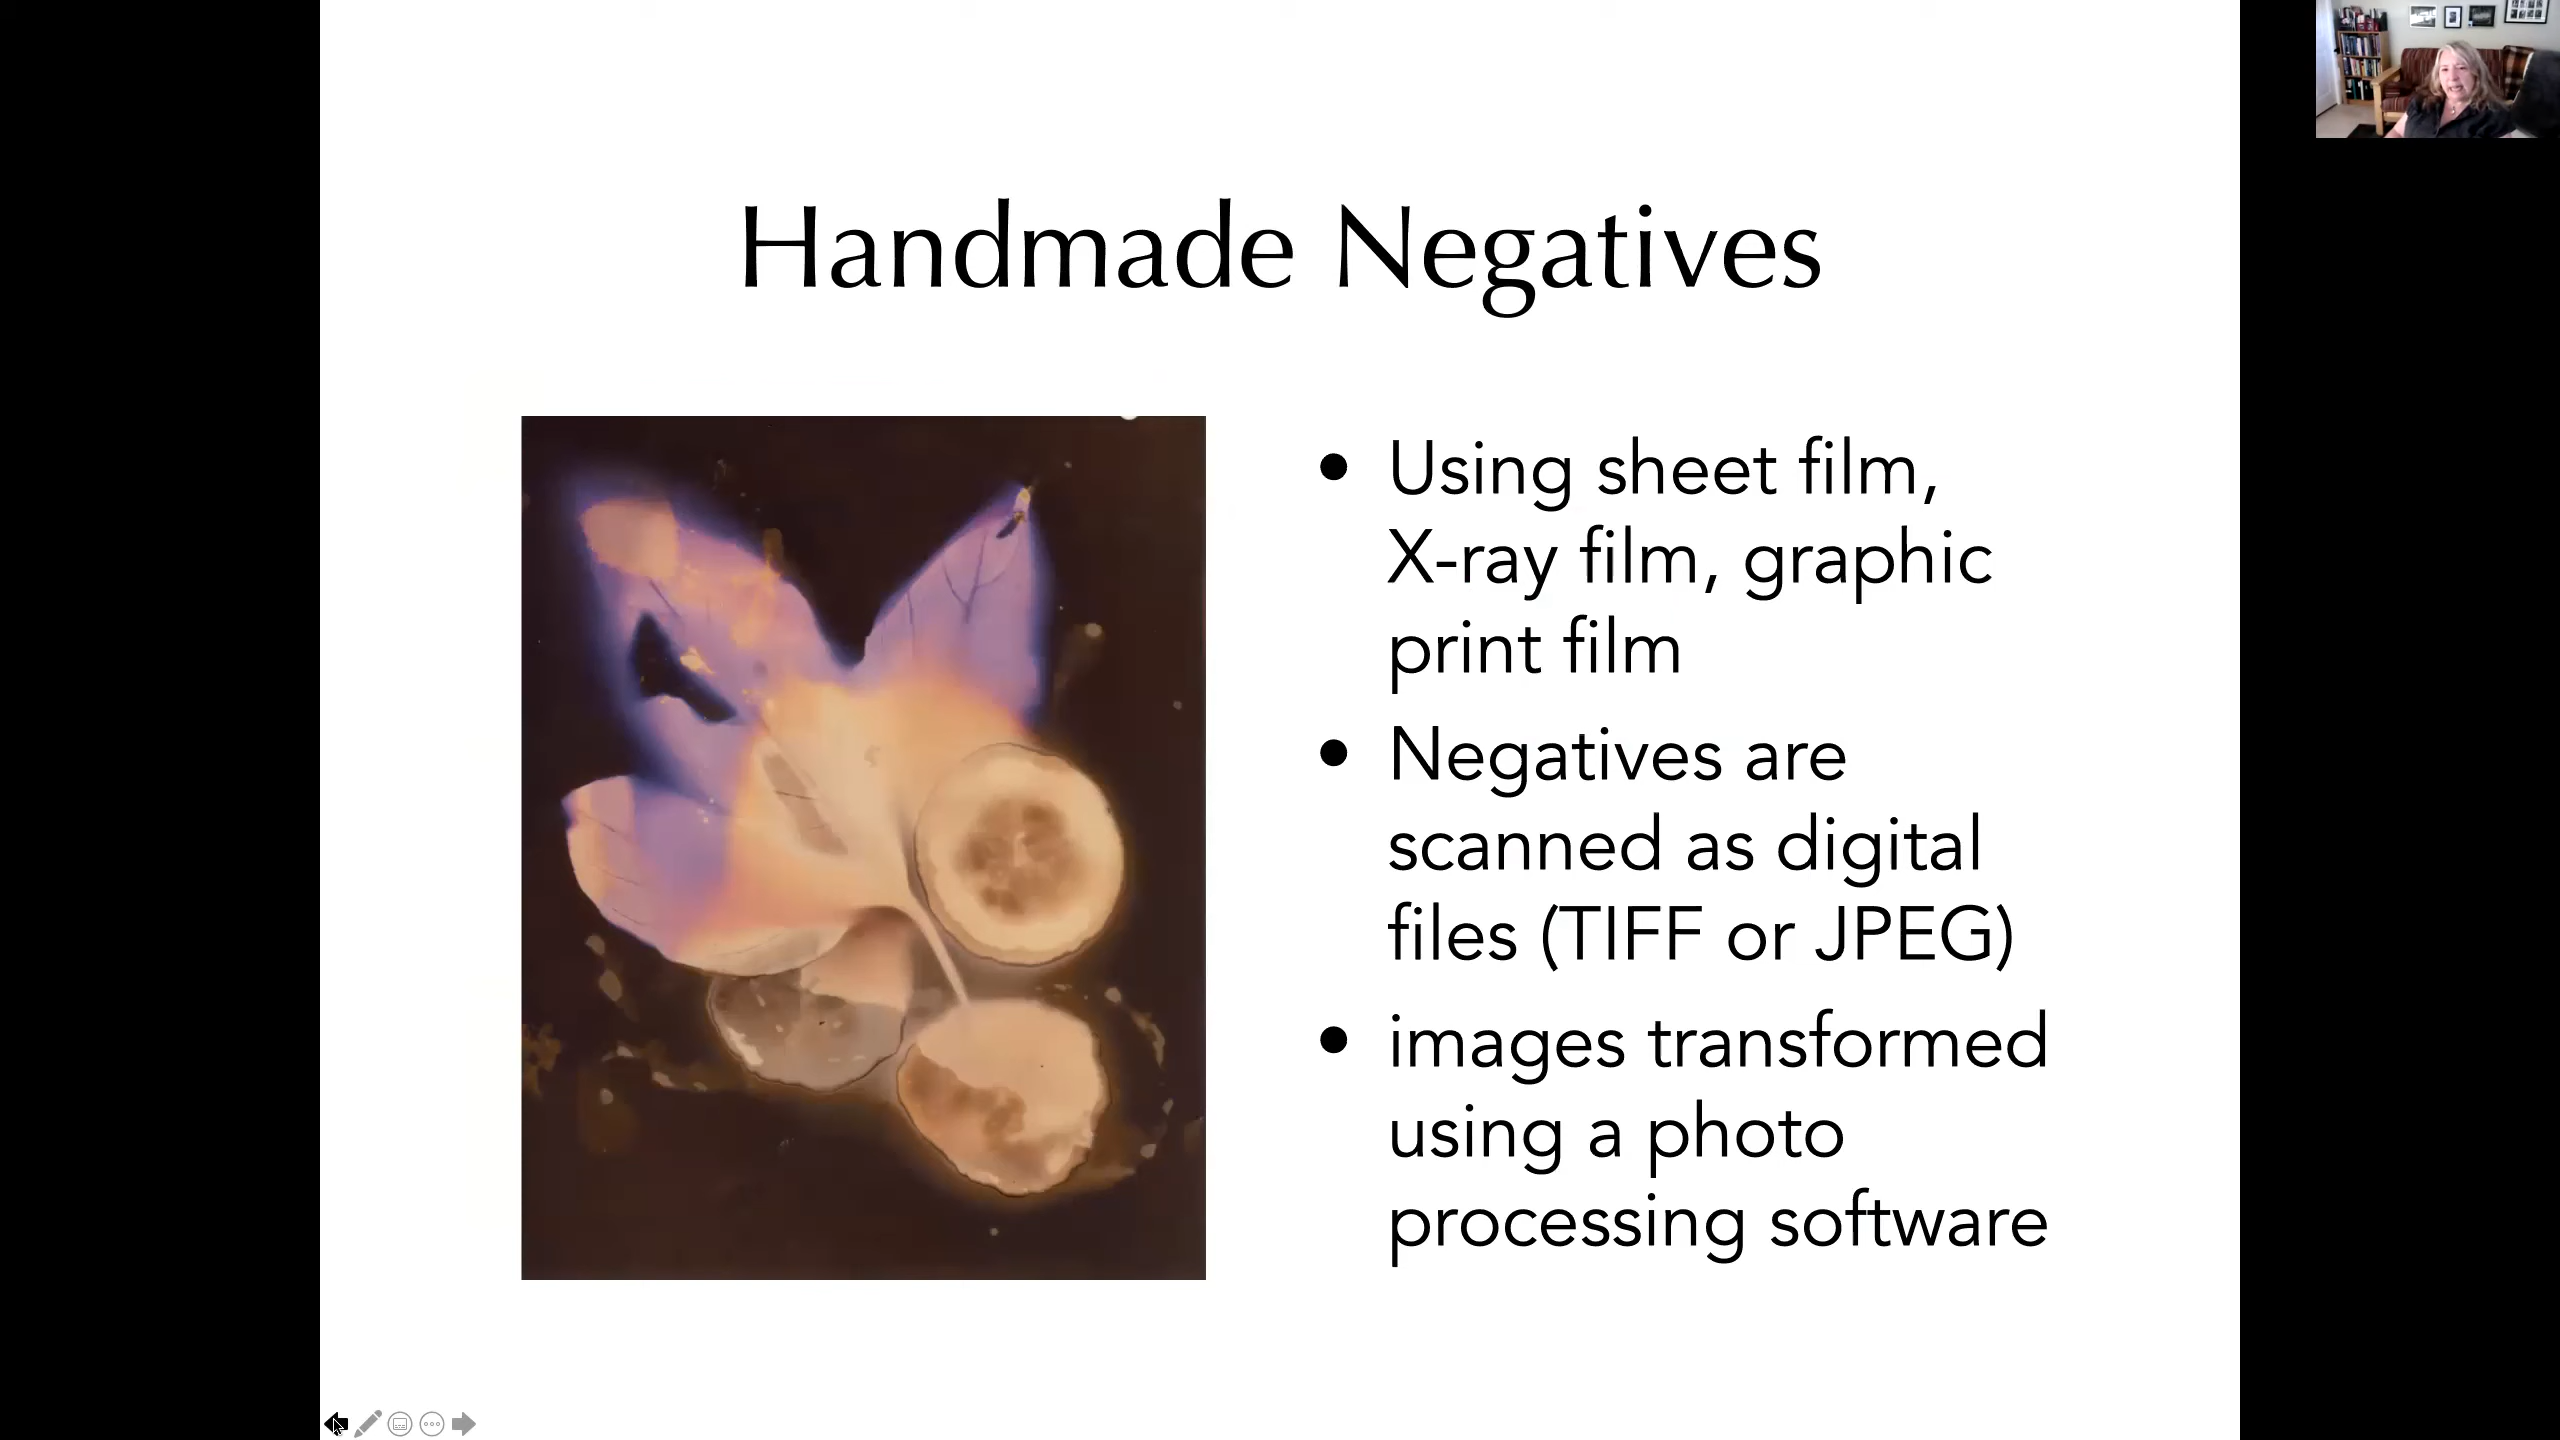 Handmade Negatives
• Using sheet film,
X-ray film, graphic
print film
• Negatives are
scanned as digital
files (TIFF or JPEG)
• images transformed
using a photo
processing software